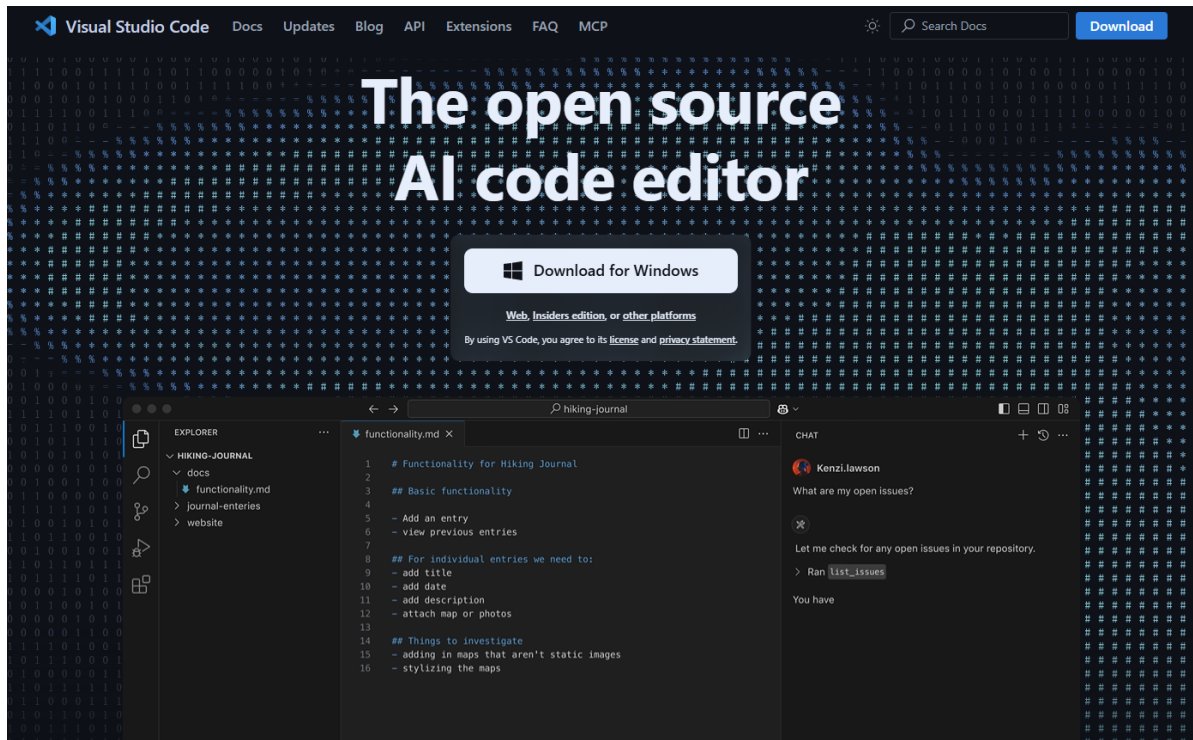 Visual Studio Code Docs Updates Blog API Extensions FAQ MCP Search Docs Download
The open source
AI code editor
Download for Windows
Web, Insiders edition, or other platforms
By using VS Code, you agree to its license and privacy statement.
hiking-journal
EXPLORER
HIKING-JOURNAL
docs
functionality.md
journal-enteries
website
functionality.md
1 # Functionality for Hiking Journal
2
3 ## Basic functionality
4
5 - Add an entry
6 - view previous entries
7
8 ## For individual entries we need to:
9 - add title
10 - add date
11 - add description
12 - attach map or photos
13
14 ## Things to investigate
15 - adding in maps that aren't static images
16 - stylizing the maps
CHAT
Kenzi.lawson
What are my open issues?
Let me check for any open issues in your repository.
Ran list_issues
You have